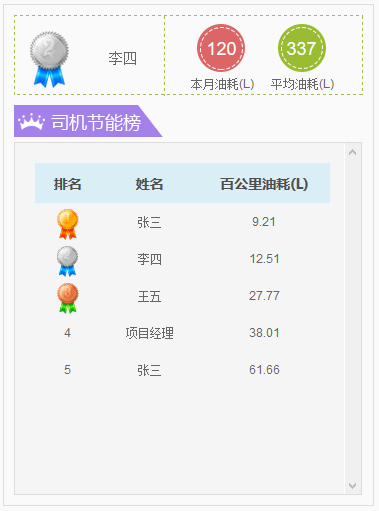 2
李四
120
337
本月油耗(L)
平均油耗(L)
司机节能榜
排名 姓名 百公里油耗(L)
张三 9.21
李四 12.51
王五 27.77
4 项目经理 38.01
5 张三 61.66